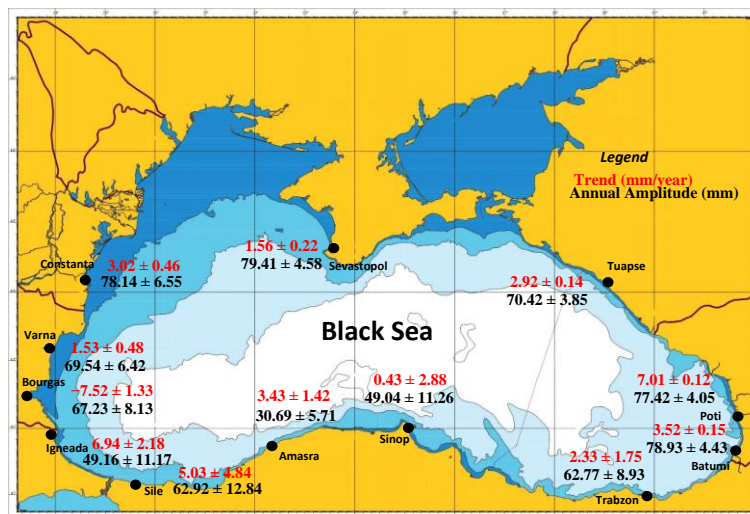 Legend
Trend (mm/year)
Annual Amplitude (mm)
1.56 ± 0.22
79.41 ± 4.58
Sevastopol
Constanta
3.02 ± 0.46
78.14 ± 6.55
Tuapse
2.92 ± 0.14
70.42 ± 3.85
Black Sea
Varna
1.53 ± 0.48
69.54 ± 6.42
Bourgas
−7.52 ± 1.33
67.23 ± 8.13
3.43 ± 1.42
30.69 ± 5.71
Amasra
0.43 ± 2.88
49.04 ± 11.26
Sinop
7.01 ± 0.12
77.42 ± 4.05
Poti
3.52 ± 0.15
78.93 ± 4.43
Batumi
Igneada
6.94 ± 2.18
49.16 ± 11.17
5.03 ± 4.84
62.92 ± 12.84
Sile
2.33 ± 1.75
62.77 ± 8.93
Trabzon